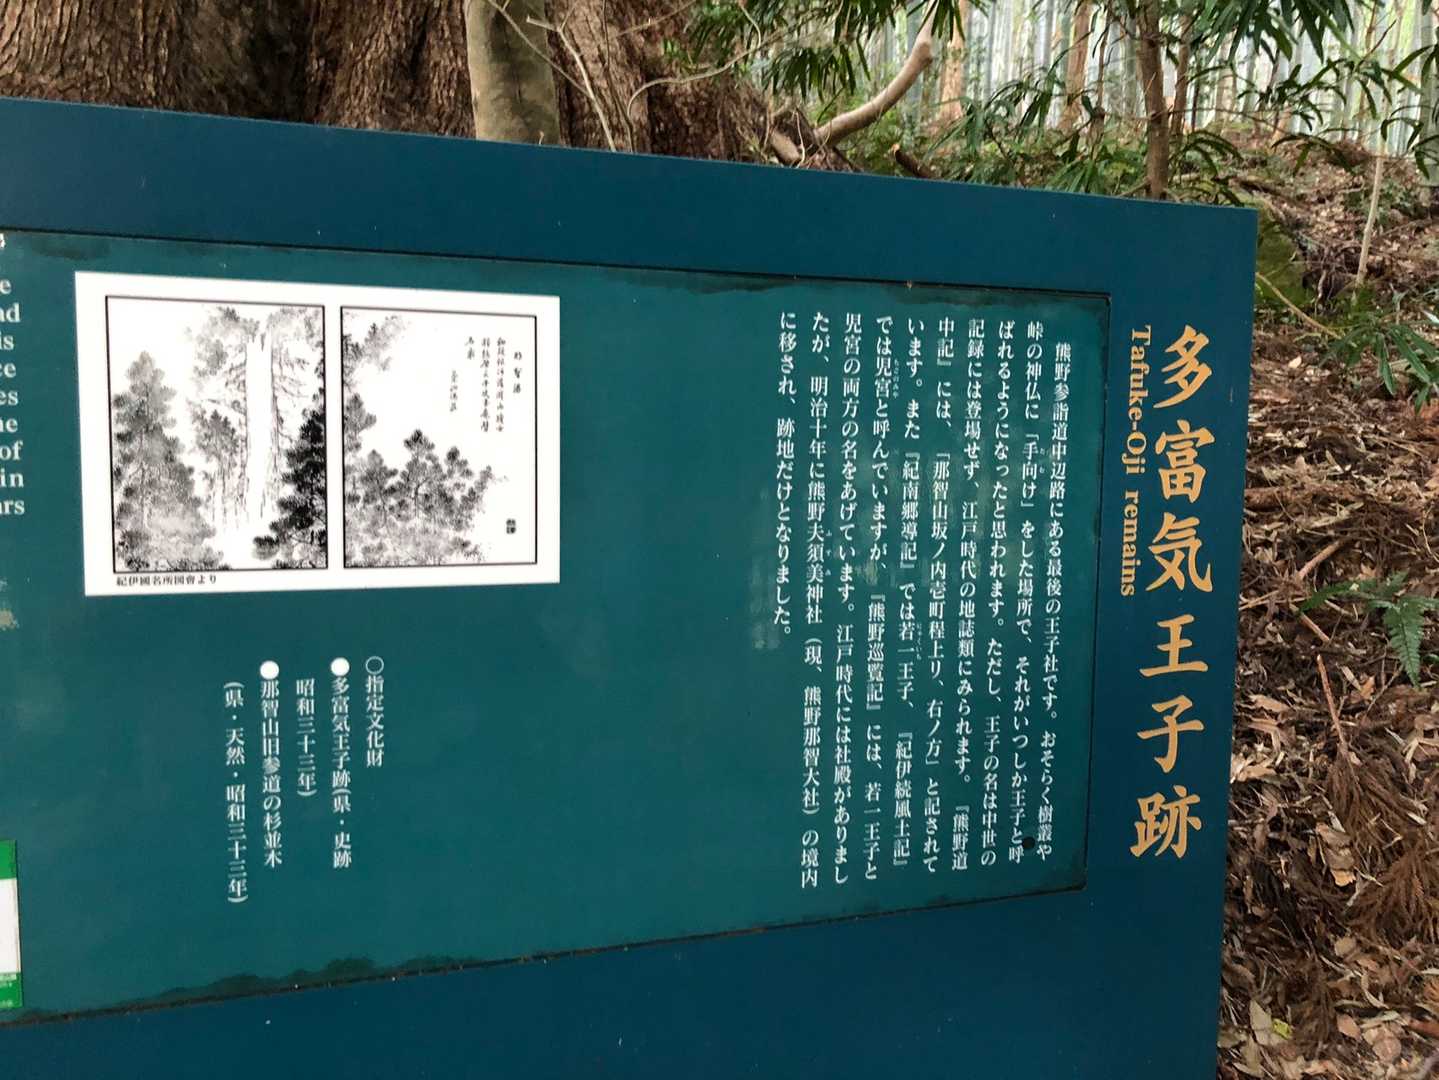 多富気王子跡
Tafuke-Oji remains
熊野参詣道中辺路にある最後の王子社です。おそらく樹叢や
峠の神仏に「手向け」をした場所で、それがいつしか王子と呼
ばれるようになったと思われます。ただし、王子の名は中世の
記録には登場せず、江戸時代の地誌類にみられます。『熊野道
中記』には、「那智山坂ノ内壱町程上リ、右ノ方」と記されて
います。また『紀南郷導記』では若一王子、『紀伊続風土記』
では児宮と呼んでいますが、『熊野巡覧記』には、若一王子と
児宮の両方の名をあげています。江戸時代には社殿がありまし
たが、明治十年に熊野夫須美神社（現、熊野那智大社）の境内
に移され、跡地だけとなりました。
○指定文化財
●多富気王子跡(県・史跡
昭和三十三年)
●那智山旧参道の杉並木
(県・天然・昭和三十三年)
紀伊國名所図會より
of
in